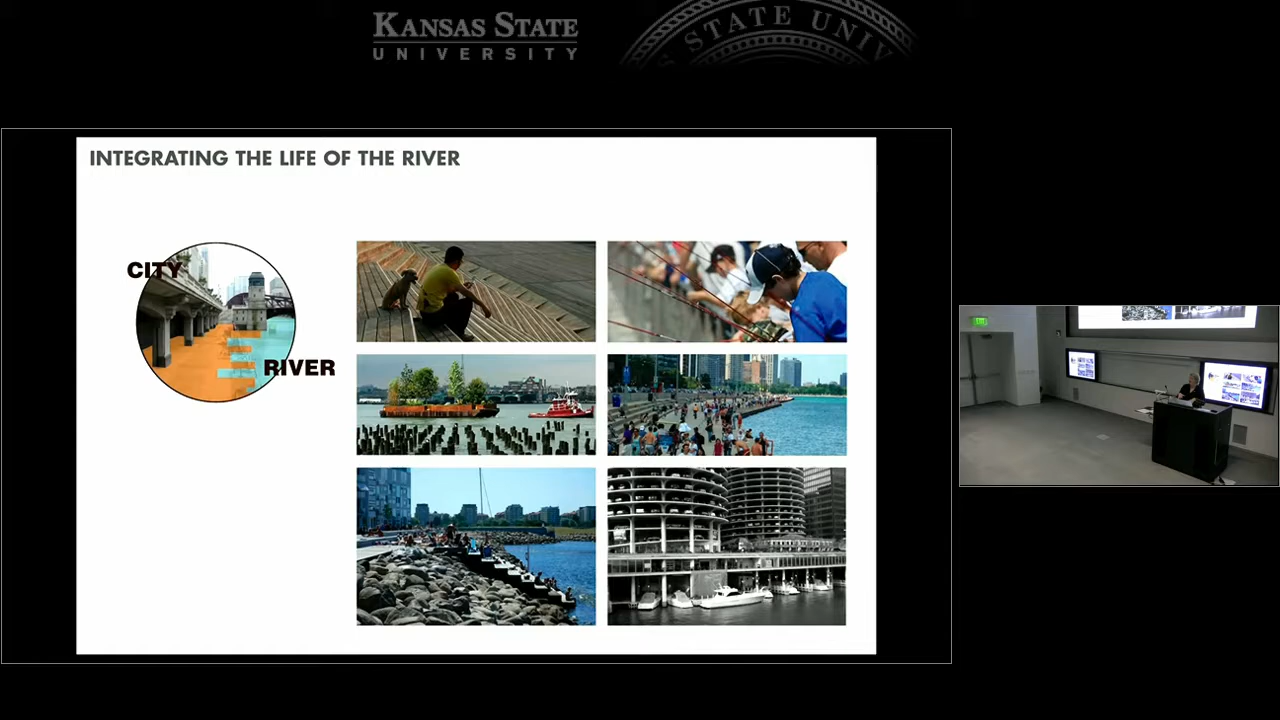 KANSAS STATE
UNIVERSITY
STATE UNIV
INTEGRATING THE LIFE OF THE RIVER
CITY
RIVER